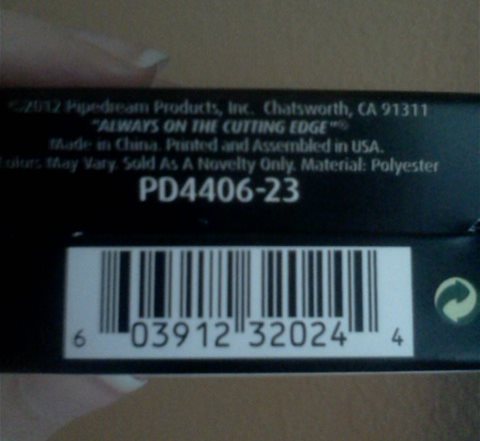 ©2012 Pipedream Products, Inc. Chatsworth, CA 91311
"ALWAYS ON THE CUTTING EDGE"®
Made in China. Printed and Assembled in USA.
Colors May Vary. Sold As A Novelty Only. Material: Polyester
PD4406-23
6 03912 32024 4